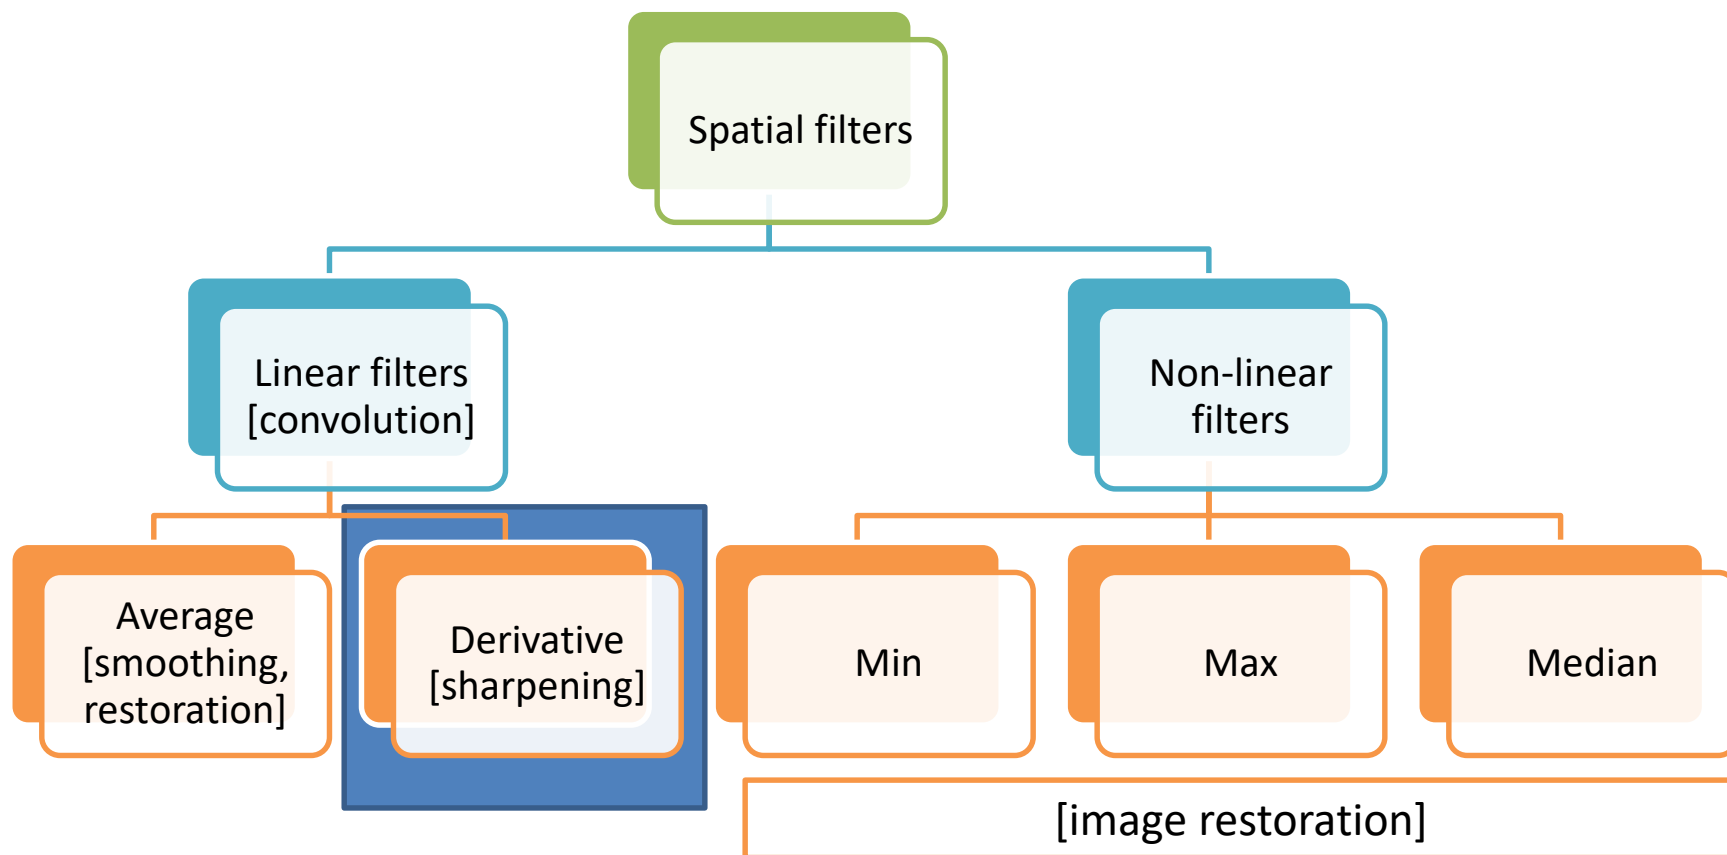 Spatial filters
Linear filters
[convolution]
Non-linear
filters
Average
[smoothing,
restoration]
Derivative
[sharpening]
Min
Max
Median
[image restoration]